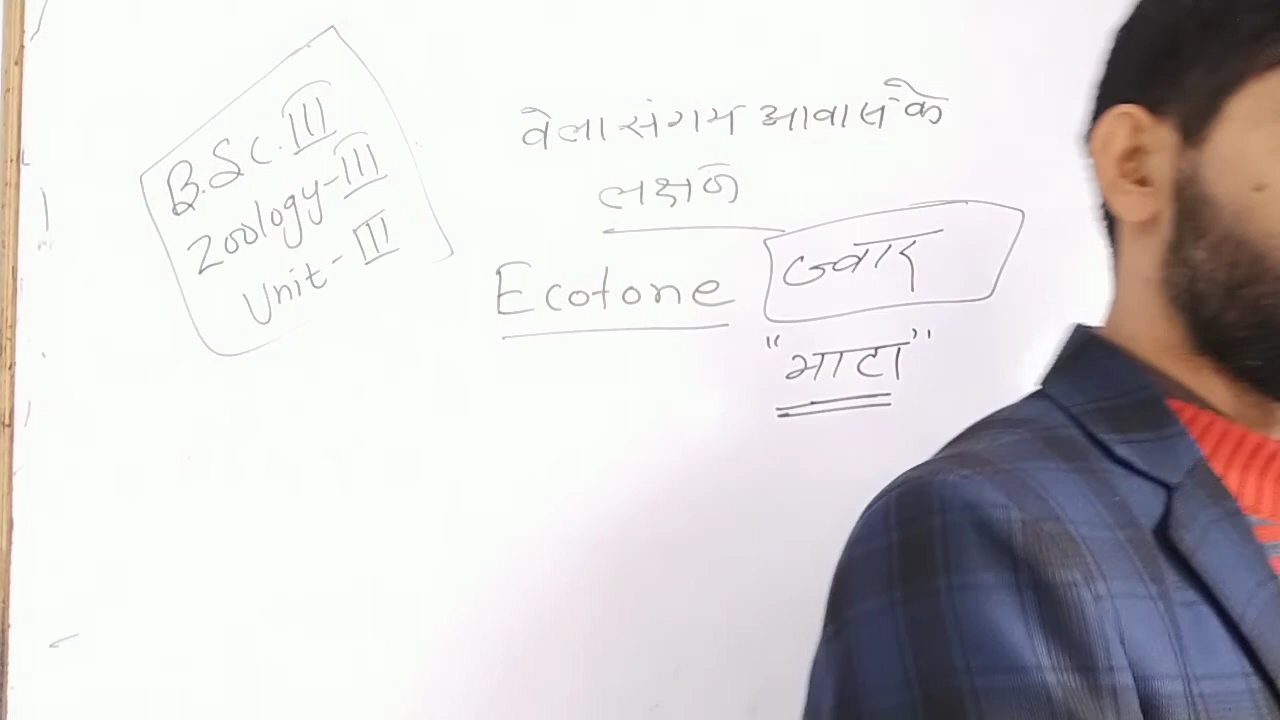 B.Sc. III
Zoology-III
Unit-III
वेलासंगम आवास के
लक्षण
Ecotone ज्वार
"भाटा"